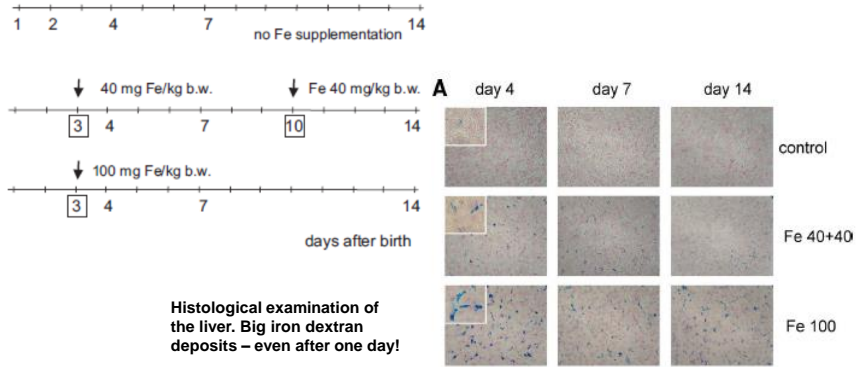 1 2 4 7 14
no Fe supplementation
40 mg Fe/kg b.w. Fe 40 mg/kg b.w.
3 4 7 10 14
100 mg Fe/kg b.w.
3 4 7 14
days after birth
Histological examination of
the liver. Big iron dextran
deposits – even after one day!
A day 4 day 7 day 14
control
Fe 40+40
Fe 100